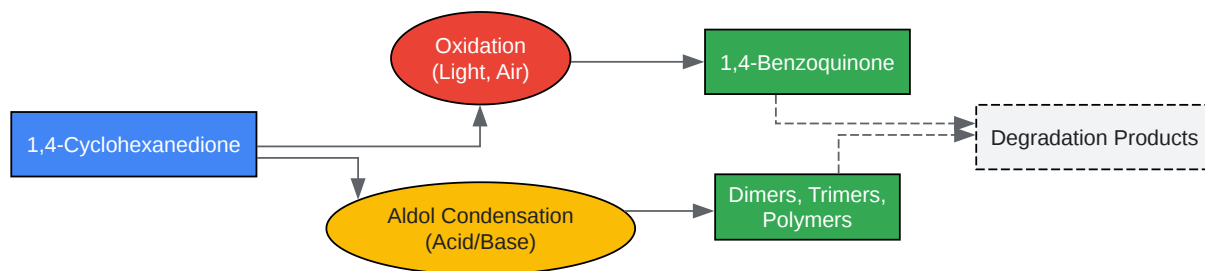 1,4-Cyclohexanedione
Oxidation
(Light, Air)
1,4-Benzoquinone
Aldol Condensation
(Acid/Base)
Dimers, Trimers,
Polymers
Degradation Products